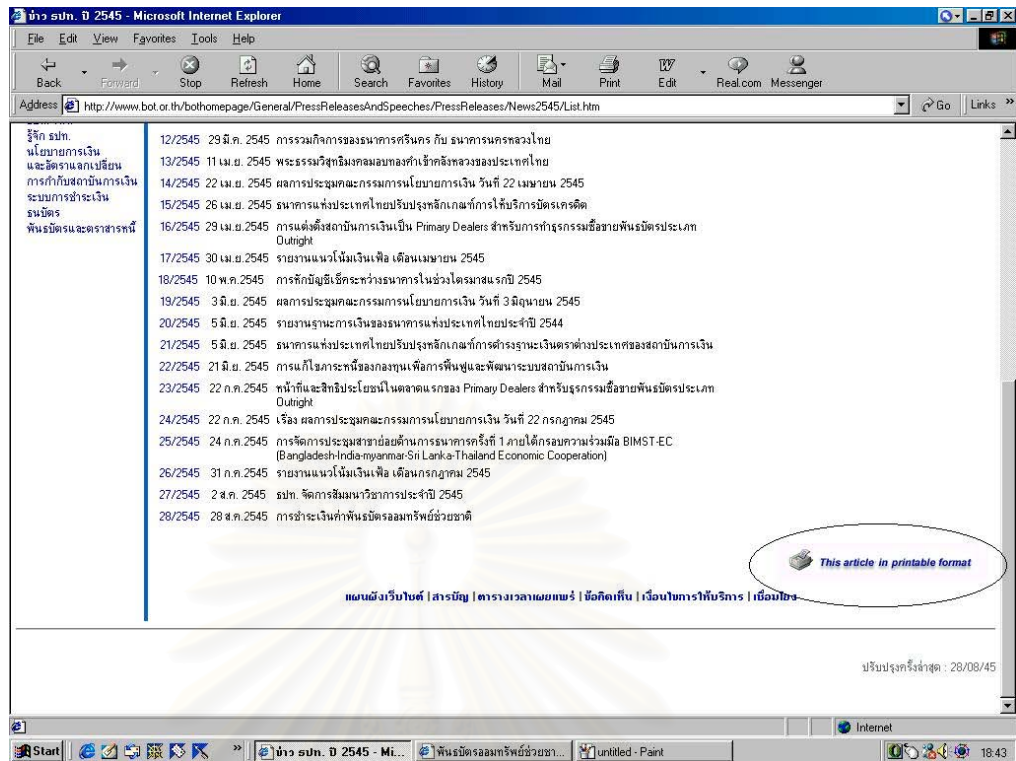 ข่าว ธปท. ปี 2545 - Microsoft Internet Explorer
File Edit View Favorites Tools Help
Back Forward Stop Refresh Home Search Favorites History Mail Print Edit Real.com Messenger
Address http://www.bot.or.th/bothomepage/General/PressReleasesAndSpeeches/PressReleases/News2545/List.htm Go Links »
รู้จัก ธปท.
นโยบายการเงิน
และอัตราแลกเปลี่ยน
การกำกับสถาบันการเงิน
ระบบการชำระเงิน
ธนบัตร
พันธบัตรและตราสารหนี้
12/2545 29 มี.ค. 2545 การรวมกิจการของธนาคารศรีนคร กับ ธนาคารนครหลวงไทย
13/2545 11 เม.ย. 2545 พระธรรมวิสุทธิมงคลมอบทองคำเข้าคลังหลวงของประเทศไทย
14/2545 22 เม.ย. 2545 ผลการประชุมคณะกรรมการนโยบายการเงิน วันที่ 22 เมษายน 2545
15/2545 26 เม.ย. 2545 ธนาคารแห่งประเทศไทยปรับปรุงหลักเกณฑ์การให้บริการบัตรเครดิต
16/2545 29 เม.ย.2545 การแต่งตั้งสถาบันการเงินเป็น Primary Dealers สำหรับการทำธุรกรรมซื้อขายพันธบัตรประเภท
Outright
17/2545 30 เม.ย.2545 รายงานแนวโน้มเงินเฟ้อ เดือนเมษายน 2545
18/2545 10 พ.ค.2545 การหักบัญชีเช็คระหว่างธนาคารในช่วงไตรมาสแรกปี 2545
19/2545 3 มิ.ย. 2545 ผลการประชุมคณะกรรมการนโยบายการเงิน วันที่ 3 มิถุนายน 2545
20/2545 5 มิ.ย. 2545 รายงานฐานะการเงินของธนาคารแห่งประเทศไทยประจำปี 2544
21/2545 5 มิ.ย. 2545 ธนาคารแห่งประเทศไทยปรับปรุงหลักเกณฑ์การดำรงฐานะเงินตราต่างประเทศของสถาบันการเงิน
22/2545 21 มิ.ย. 2545 การแก้ไขภาระหนี้ของกองทุนเพื่อการฟื้นฟูและพัฒนาระบบสถาบันการเงิน
23/2545 22 ก.ค.2545 หน้าที่และสิทธิประโยชน์ในตลาดแรกของ Primary Dealers สำหรับธุรกรรมซื้อขายพันธบัตรประเภท
Outright
24/2545 22 ก.ค. 2545 เรื่อง ผลการประชุมคณะกรรมการนโยบายการเงิน วันที่ 22 กรกฎาคม 2545
25/2545 24 ก.ค.2545 การจัดการประชุมสาขาย่อยด้านการธนาคารครั้งที่ 1 ภายใต้กรอบความร่วมมือ BIMST-EC
(Bangladesh-India-myanmar-Sri Lanka-Thailand Economic Cooperation)
26/2545 31 ก.ค. 2545 รายงานแนวโน้มเงินเฟ้อ เดือนกรกฎาคม 2545
27/2545 2 ส.ค. 2545 ธปท. จัดการสัมมนาวิชาการประจำปี 2545
28/2545 28 ส.ค.2545 การชำระเงินค่าพันธบัตรออมทรัพย์ช่วยชาติ
This article in printable format
แผนผังเว็บไซต์ | สารบัญ | ตารางเวลาเผยแพร่ | ข้อคิดเห็น | เงื่อนไขการให้บริการ | เชื่อมโยง
ปรับปรุงครั้งล่าสุด : 28/08/45
Internet
Start » ข่าว ธปท. ปี 2545 - Mi... พันธบัตรออมทรัพย์ช่วยชา... untitled - Paint 18:43